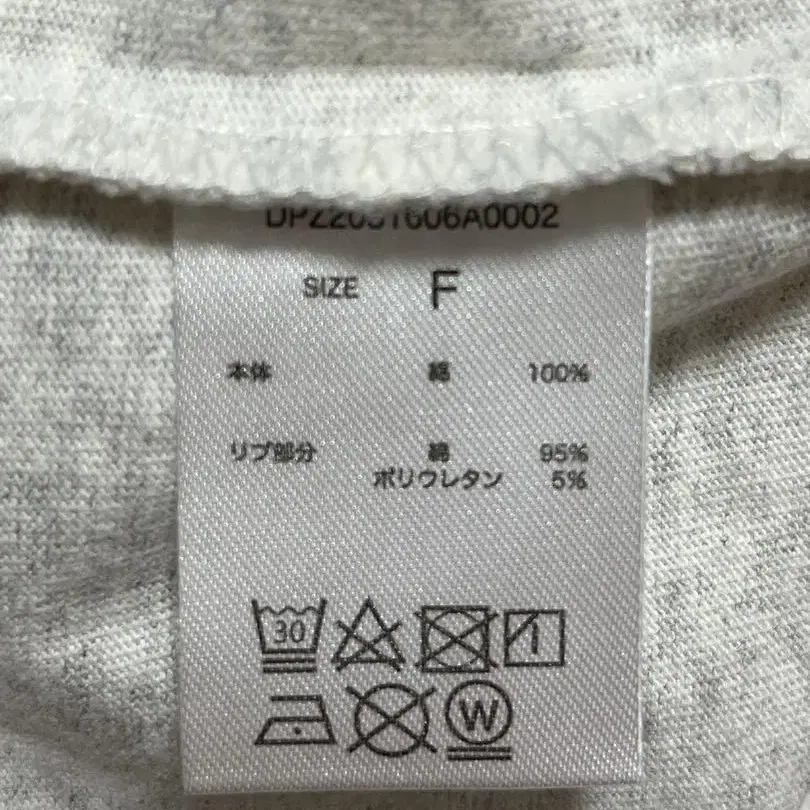 SIZE F
本体 綿 100%
リブ部分 綿 95%
ポリウレタン 5%
30
W